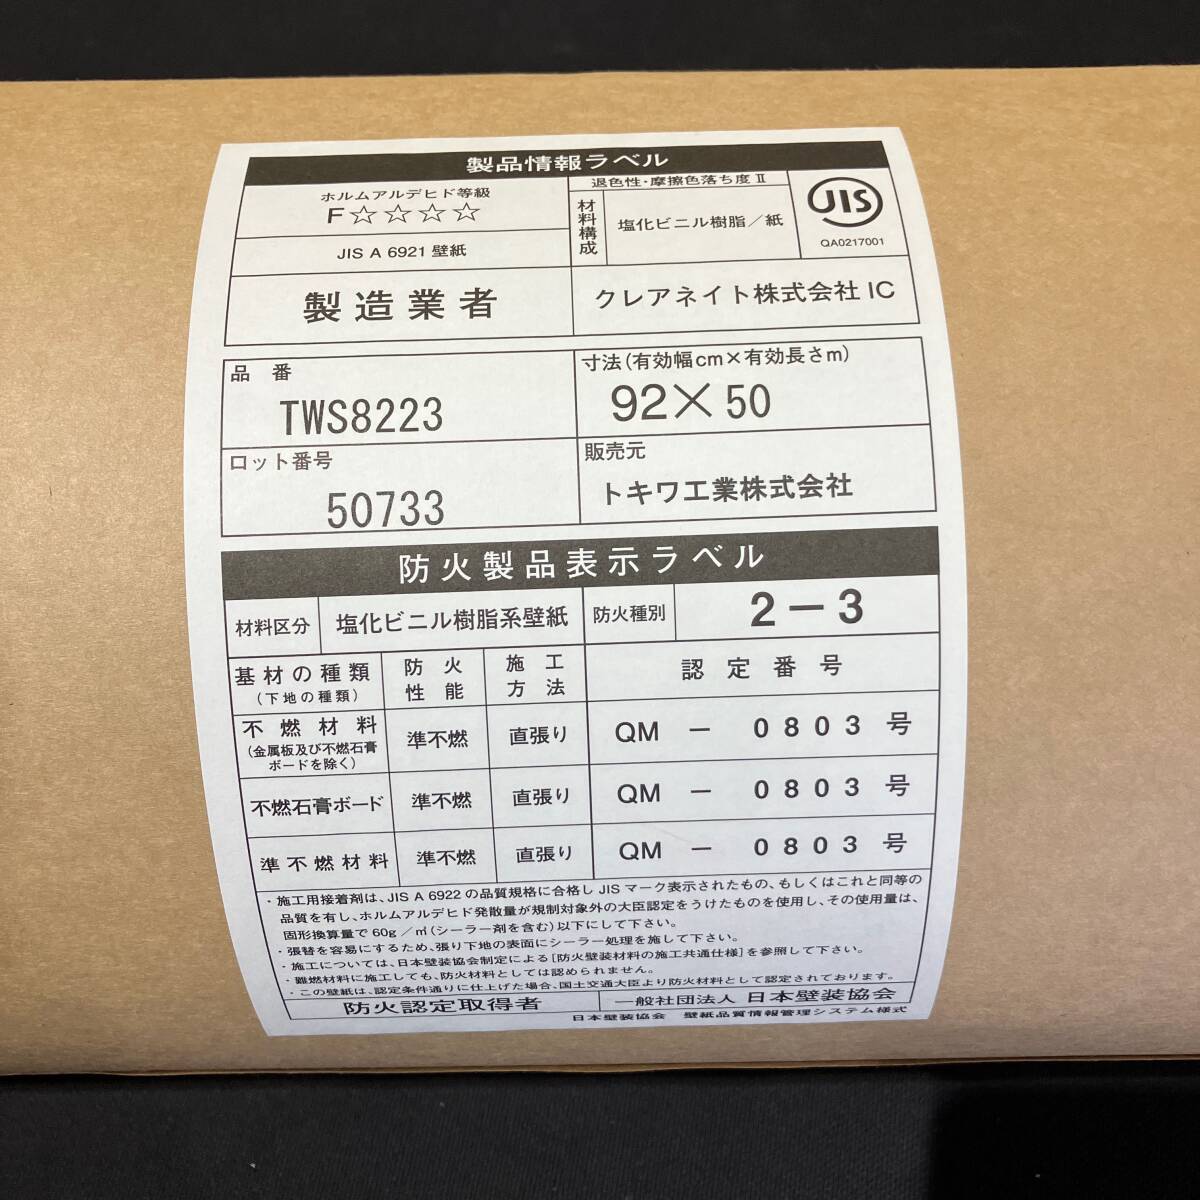 製品情報ラベル
ホルムアルデヒド等級
F☆☆☆☆
JIS A 6921 壁紙
退色性・摩擦色落ち度Ⅱ
材料構成
塩化ビニル樹脂／紙
JIS
QA0217001
製造業者
クレアネイト株式会社 IC
品番
TWS8223
寸法(有効幅cm×有効長さm)
92×50
ロット番号
50733
販売元
トキワ工業株式会社
防火製品表示ラベル
材料区分
塩化ビニル樹脂系壁紙
防火種別
2－3
基材の種類
(下地の種類)
防火
性能
施工
方法
認定番号
不燃材料
(金属板及び不燃石膏
ボードを除く)
準不燃
直張り
QM － 0803号
不燃石膏ボード
準不燃
直張り
QM － 0803号
準不燃材料
準不燃
直張り
QM － 0803号
・施工用接着剤は、JIS A 6922の品質規格に合格しJISマーク表示されたもの、もしくはこれと同等の
品質を有し、ホルムアルデヒド発散量が規制対象外の大臣認定をうけたものを使用し、その使用量は、
固形換算量で60g／㎡(シーラー剤を含む)以下にして下さい。
・張替を容易にするため、張り下地の表面にシーラー処理を施して下さい。
・施工については、日本壁装協会制定による[防火壁装材料の施工共通仕様]を参照して下さい。
・難燃材料に施工しても、防火材料としては認められません。
・この壁紙は、認定条件通りに仕上げた場合、国土交通大臣より防火材料として認定されております。
防火認定取得者
一般社団法人 日本壁装協会
日本壁装協会 壁紙品質情報管理システム様式